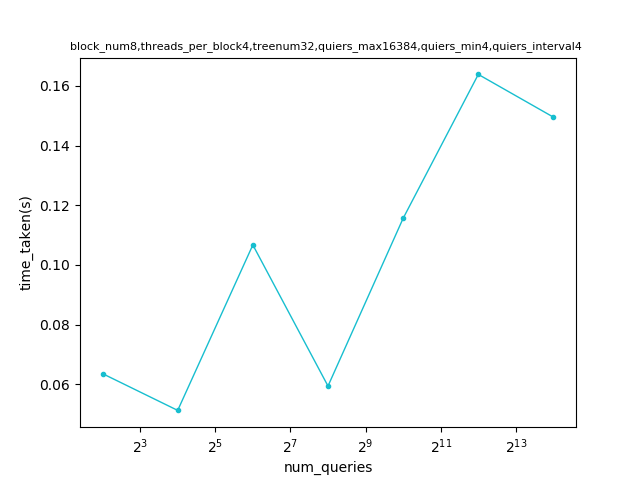 block_num8,threads_per_block4,treenum32,quiers_max16384,quiers_min4,quiers_interval4
0.16
0.14
0.12
0.10
0.08
0.06
time_taken(s)
2^3 2^5 2^7 2^9 2^11 2^13
num_queries